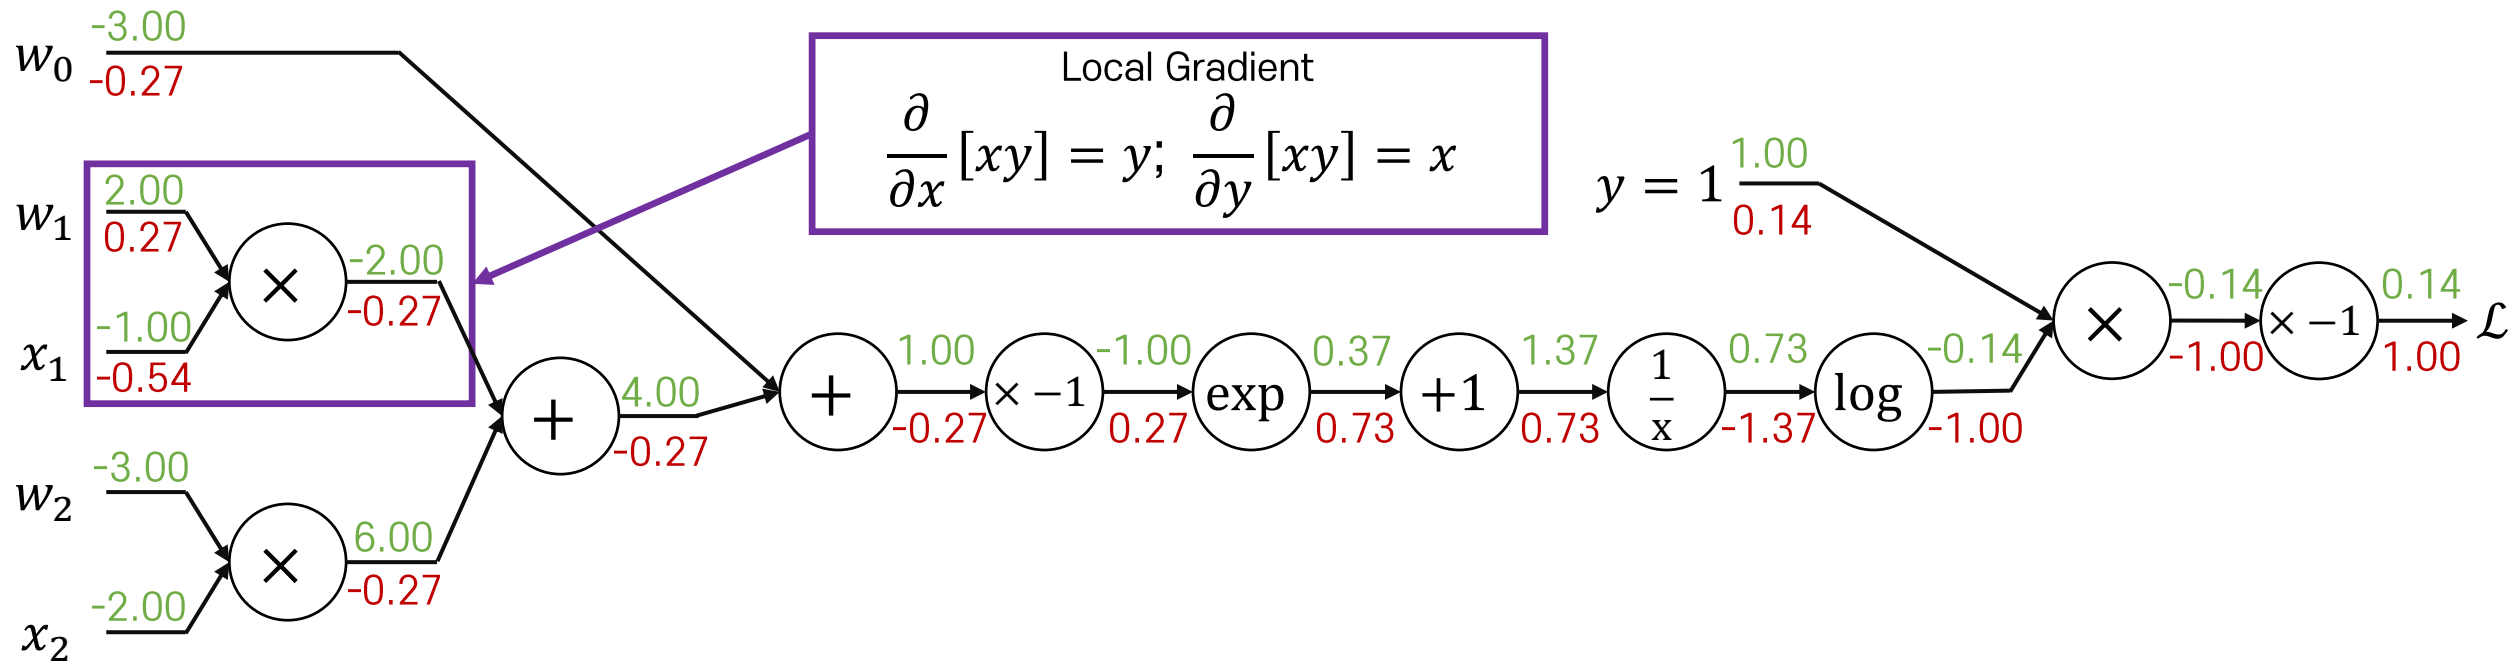 w₀ -3.00
-0.27
Local Gradient
∂/∂x [xy] = y; ∂/∂y [xy] = x
w₁ 2.00
0.27
×
-2.00
-0.27
x₁ -1.00
-0.54
w₂ -3.00
×
6.00
-0.27
x₂ -2.00
+
4.00
-0.27
+
1.00
-0.27
× −1
-1.00
0.27
exp
0.37
0.73
+1
1.37
0.73
1/x
0.73
-1.37
log
-0.14
-1.00
y = 1 1.00
0.14
×
-0.14
-1.00
× −1
0.14
1.00
ℒ